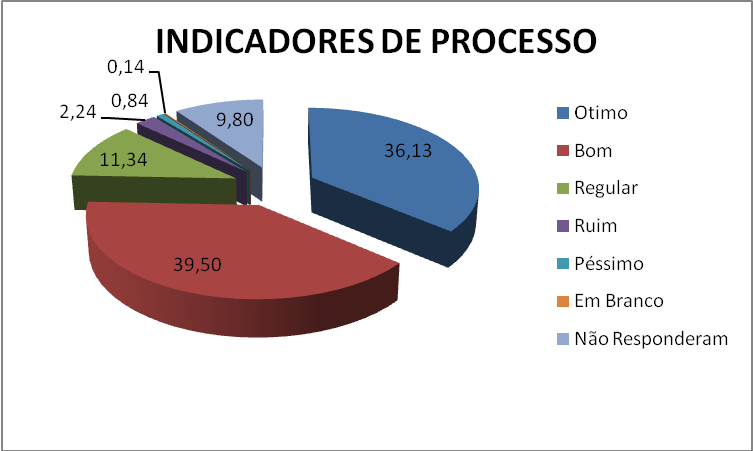 INDICADORES DE PROCESSO
0,14
0,84
2,24
9,80
36,13
11,34
39,50
Otimo
Bom
Regular
Ruim
Péssimo
Em Branco
Não Responderam